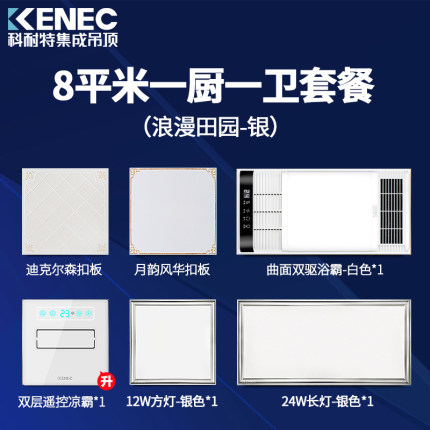 KENEC
科耐特集成吊顶
8平米一厨一卫套餐
(浪漫田园-银)
迪克尔森扣板
月韵风华扣板
曲面双驱浴霸-白色*1
23
KENEC
升
双层遥控凉霸*1
12W方灯-银色*1
24W长灯-银色*1